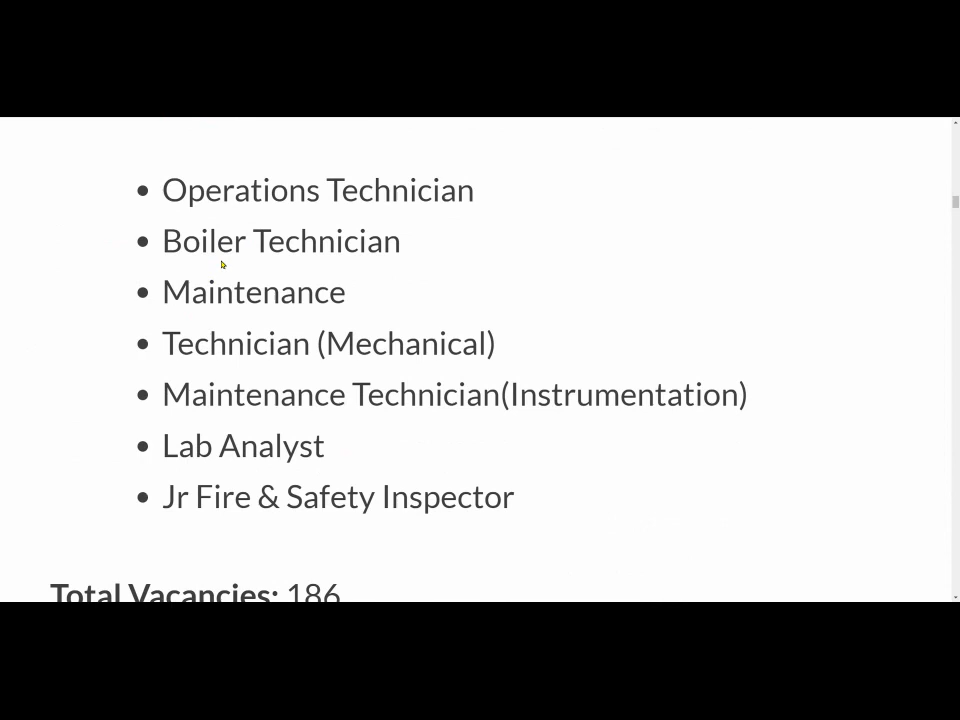 • Operations Technician
• Boiler Technician
• Maintenance
• Technician (Mechanical)
• Maintenance Technician(Instrumentation)
• Lab Analyst
• Jr Fire & Safety Inspector
Total Vacancies: 186